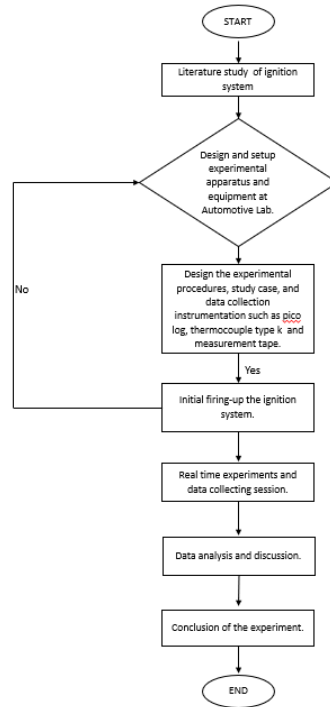 START
Literature study of ignition
system
Design and setup
experimental
apparatus and
equipment at
Automotive Lab.
No
Design the experimental
procedures, study case, and
data collection
instrumentation such as pico
log, thermocouple type k and
measurement tape.
Yes
Initial firing-up the ignition
system.
Real time experiments and
data collecting session.
Data analysis and discussion.
Conclusion of the experiment.
END